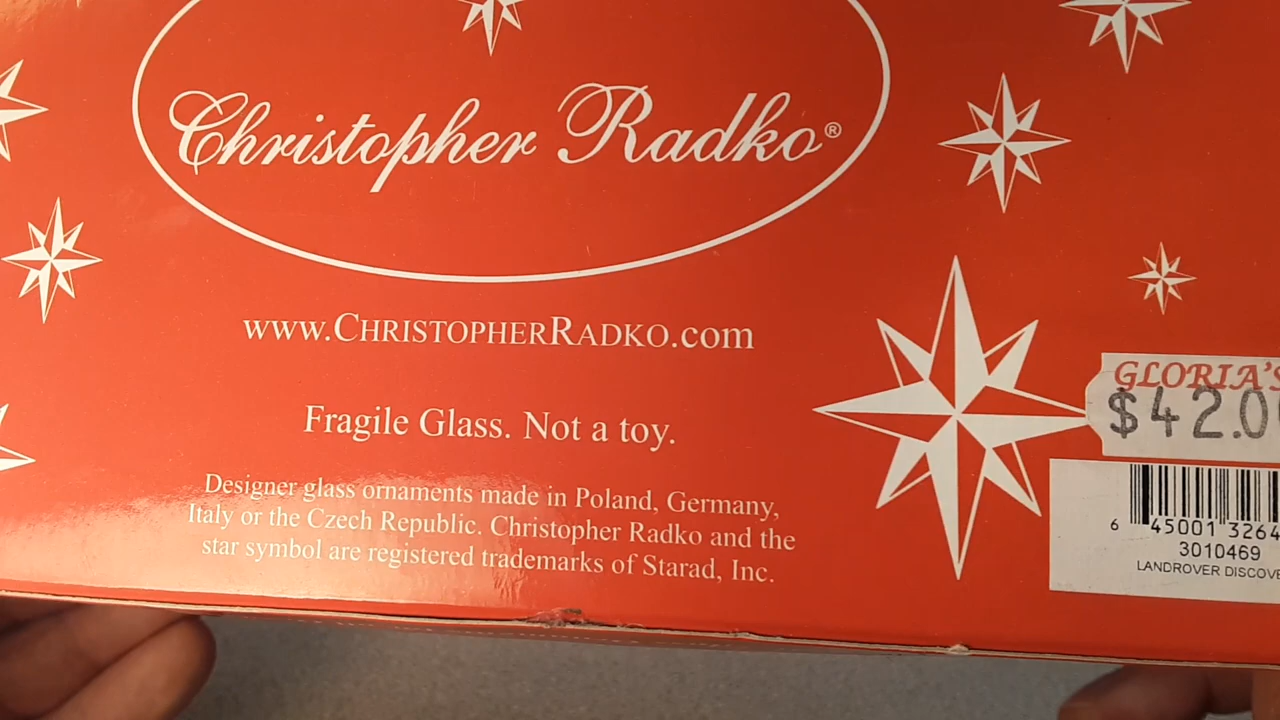 Christopher Radko®
www.CHRISTOPHERRADKO.com
Fragile Glass. Not a toy.
Designer glass ornaments made in Poland, Germany,
Italy or the Czech Republic. Christopher Radko and the
star symbol are registered trademarks of Starad, Inc.
GLORIA'S
$42.0
6 45001 3264
3010469
LANDROVER DISCOVE